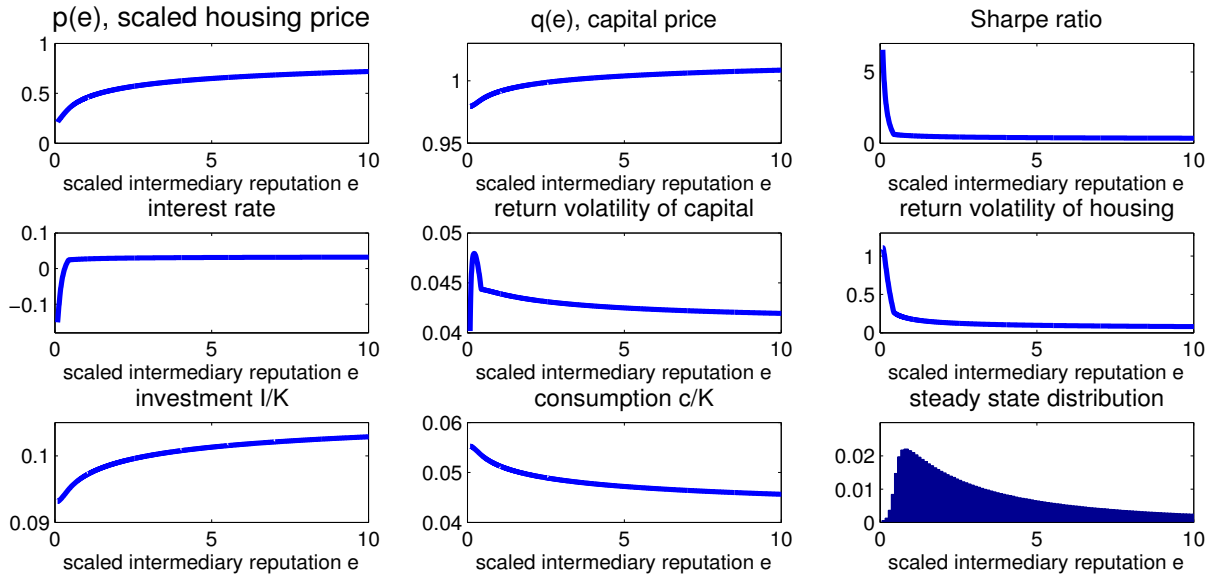 p(e), scaled housing price
1
0.5
0
0 5 10
scaled intermediary reputation e
q(e), capital price
1
0.95
0 5 10
scaled intermediary reputation e
Sharpe ratio
5
0
0 5 10
scaled intermediary reputation e
interest rate
0.1
0
−0.1
0 5 10
scaled intermediary reputation e
return volatility of capital
0.05
0.045
0.04
0 5 10
scaled intermediary reputation e
return volatility of housing
1
0.5
0
0 5 10
scaled intermediary reputation e
investment I/K
0.1
0.09
0 5 10
scaled intermediary reputation e
consumption c/K
0.06
0.05
0.04
0 5 10
scaled intermediary reputation e
steady state distribution
0.02
0.01
0
0 5 10
scaled intermediary reputation e